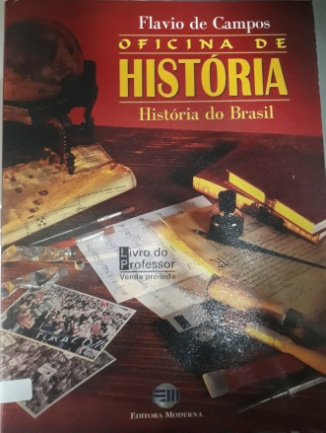 Flavio de Campos
OFICINA DE
HISTÓRIA
História do Brasil
Livro do
Professor
Venda proibida
EDITORA MODERNA